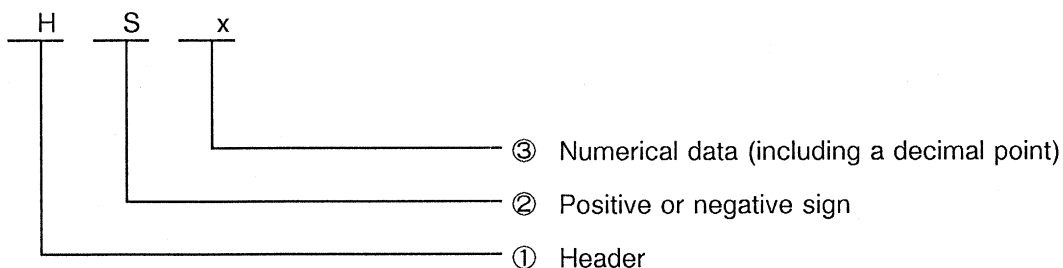 H S x
③ Numerical data (including a decimal point)
② Positive or negative sign
① Header